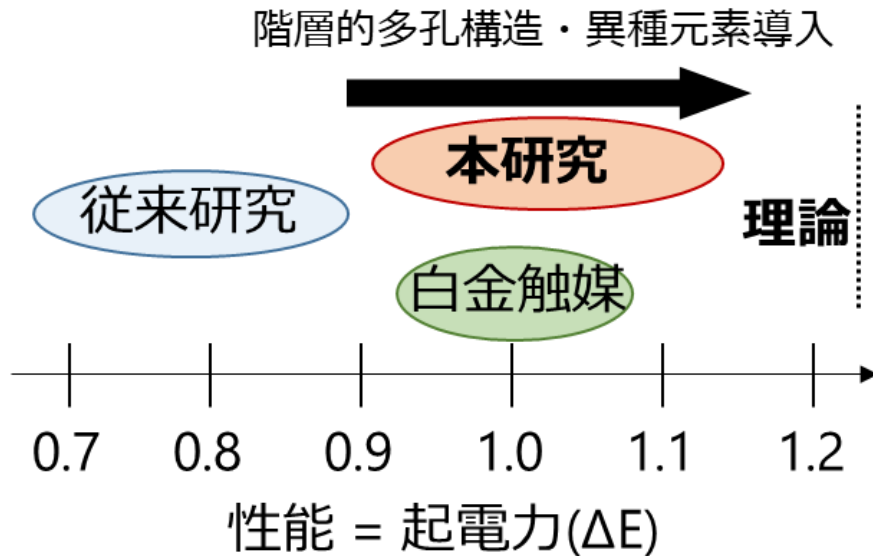 階層的多孔構造・異種元素導入
本研究
従来研究
理論
白金触媒
0.7 0.8 0.9 1.0 1.1 1.2
性能 = 起電力(ΔE)